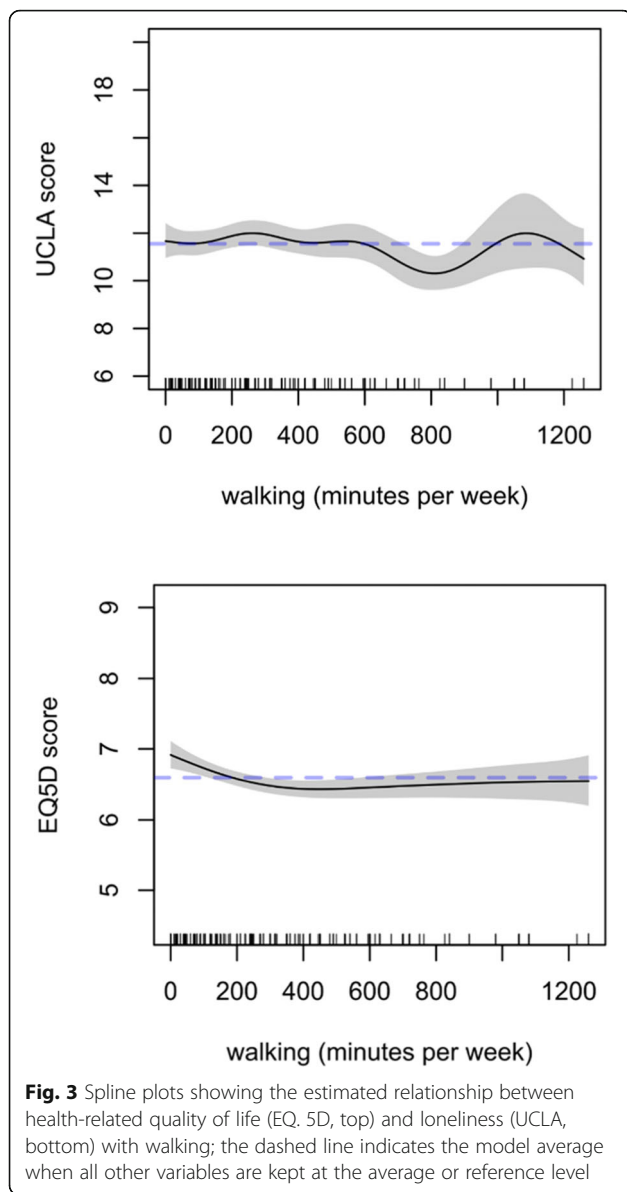 18
14
10
8
6
UCLA score
0 200 400 600 800 1200
walking (minutes per week)
9
8
7
6
5
EQ5D score
0 200 400 600 800 1200
walking (minutes per week)
Fig. 3 Spline plots showing the estimated relationship between
health-related quality of life (EQ. 5D, top) and loneliness (UCLA,
bottom) with walking; the dashed line indicates the model average
when all other variables are kept at the average or reference level